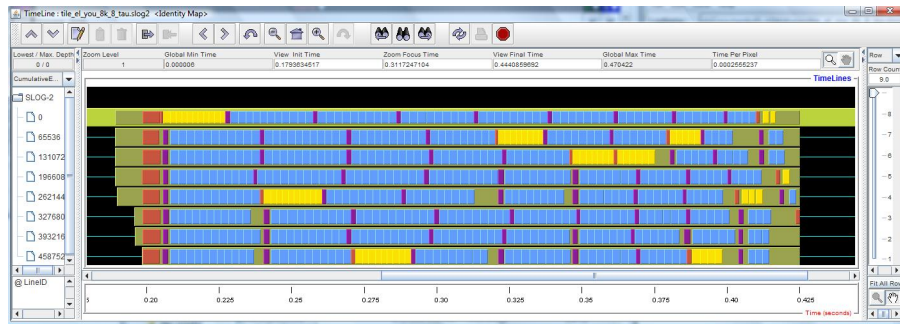 TimeLine : tile_el_you_8k_8_tau.slog2 <Identity Map>
Lowest / Max. Depth Zoom Level Global Min Time View Init Time Zoom Focus Time View Final Time Global Max Time Time Per Pixel Row
0 / 0 1 0.000006 0.1793634517 0.3117247104 0.4440859692 0.470422 0.0002555237 Row Coun
CumulativeE... TimeLines 9.0
SLOG-2
0
65536
131072
196608
262144
327680
393216
458752
8
7
6
5
4
3
2
1
@ LineID Fit All Ro
0.20 0.225 0.25 0.275 0.30 0.325 0.35 0.375 0.40 0.425
Time (seconds)